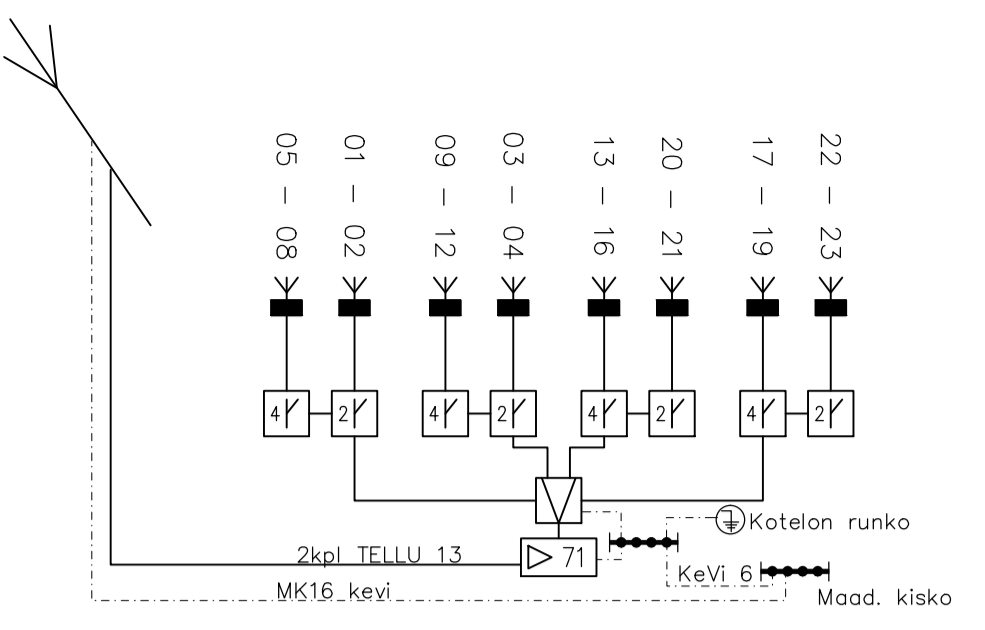 05 - 08
01 - 02
09 - 12
03 - 04
13 - 16
20 - 21
17 - 19
22 - 23
4
2
4
2
4
2
4
2
Kotelon runko
2kpl TELLU 13
71
KeVi 6
MK16 kevi
Maad. kisko